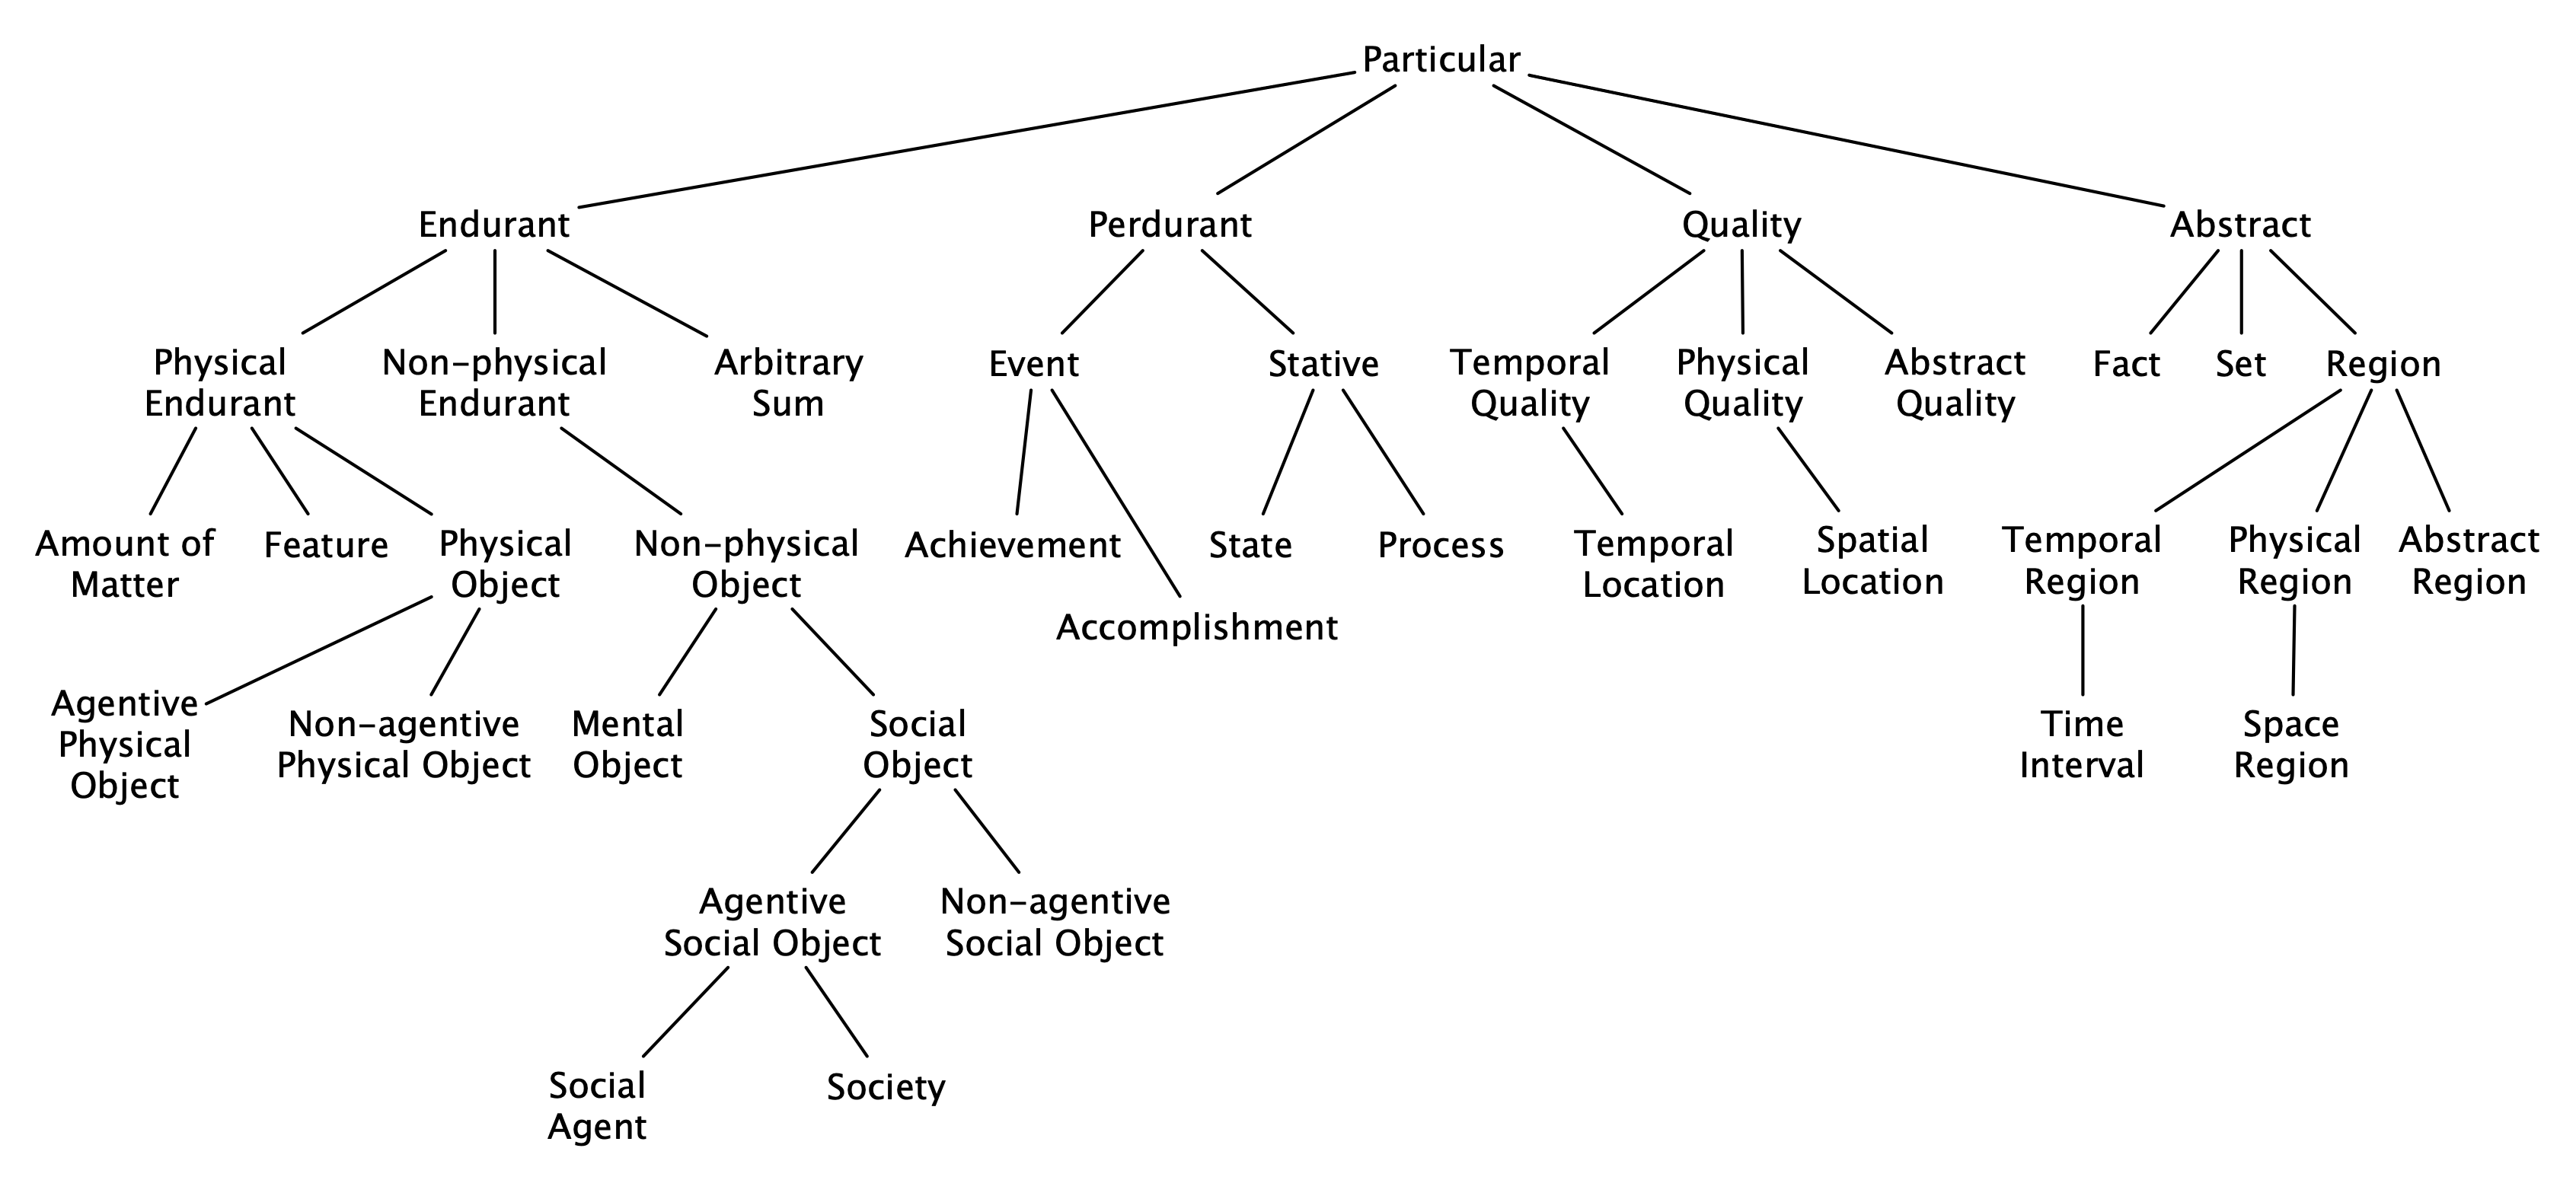 Particular
Endurant
Perdurant
Quality
Abstract
Physical
Endurant
Non-physical
Endurant
Arbitrary
Sum
Event
Stative
Temporal
Quality
Physical
Quality
Abstract
Quality
Fact
Set
Region
Amount of
Matter
Feature
Physical
Object
Non-physical
Object
Achievement
Accomplishment
State
Process
Temporal
Location
Spatial
Location
Temporal
Region
Physical
Region
Abstract
Region
Agentive
Physical
Object
Non-agentive
Physical Object
Mental
Object
Social
Object
Time
Interval
Space
Region
Agentive
Social Object
Non-agentive
Social Object
Social
Agent
Society